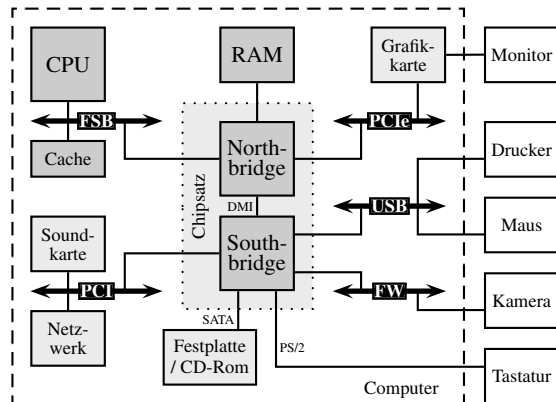 CPU
RAM
Grafik-
karte
Monitor
FSB
PCIe
Cache
North-
bridge
Drucker
DMI
Chipsatz
USB
Sound-
karte
South-
bridge
Maus
PCI
FW
Kamera
Netz-
werk
SATA
Festplatte
/ CD-Rom
PS/2
Computer
Tastatur